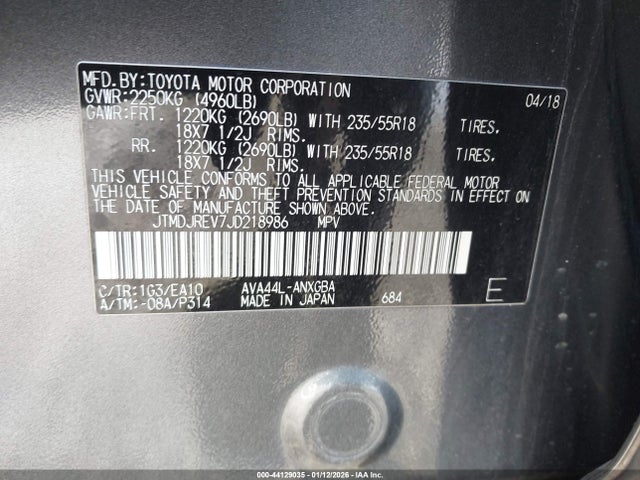 MFD.BY:TOYOTA MOTOR CORPORATION 04/18
GVWR:2250KG (4960LB)
GAWR:FRT. 1220KG (2690LB) WITH 235/55R18 TIRES.
18X7 1/2J RIMS.
RR. 1220KG (2690LB) WITH 235/55R18 TIRES.
18X7 1/2J RIMS.
THIS VEHICLE CONFORMS TO ALL APPLICABLE FEDERAL MOTOR
VEHICLE SAFETY AND THEFT PREVENTION STANDARDS IN EFFECT ON
THE DATE OF MANUFACTURE SHOWN ABOVE.
JTMDJREV7JD218986 MPV
C/TR:1G3/EA10 AVA44L-ANXGBA
A/TM:-08A/P314 MADE IN JAPAN 684 E
000-44129035 - 01/12/2026 - IAA Inc.